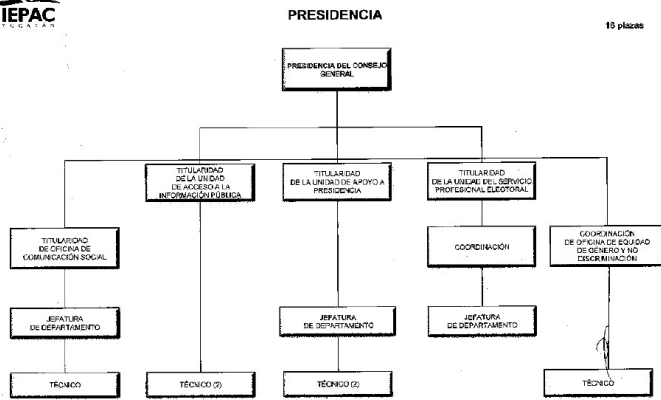 IEPAC
YUCATÁN
PRESIDENCIA
18 plazas
PRESIDENCIA DEL CONSEJO
GENERAL
TITULARIDAD
DE LA UNIDAD
DE ACCESO A LA
INFORMACIÓN PÚBLICA
TITULARIDAD
DE LA UNIDAD DE APOYO A
PRESIDENCIA
TITULARIDAD
DE LA UNIDAD DEL SERVICIO
PROFESIONAL ELECTORAL
TITULARIDAD
DE OFICINA DE
COMUNICACIÓN SOCIAL
COORDINACIÓN
COORDINACIÓN
DE OFICINA DE EQUIDAD
DE GÉNERO Y NO
DISCRIMINACIÓN
JEFATURA
DE DEPARTAMENTO
JEFATURA
DE DEPARTAMENTO
JEFATURA
DE DEPARTAMENTO
TÉCNICO
TÉCNICO (2)
TÉCNICO (2)
TÉCNICO